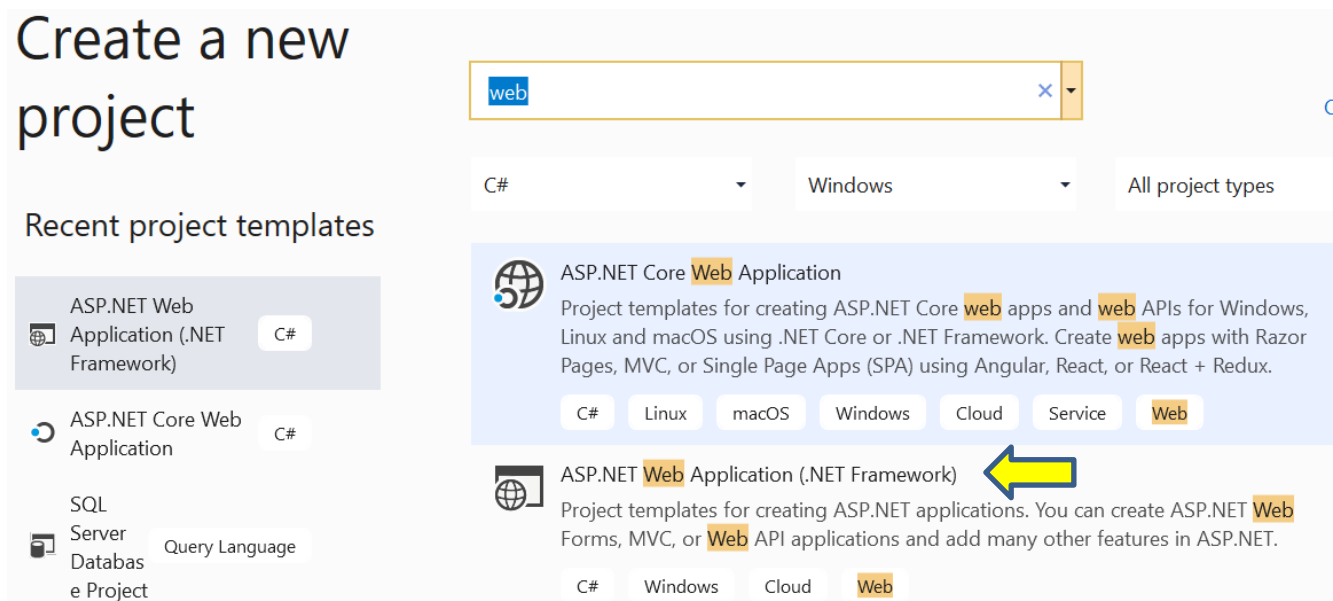 Create a new
project
web
C#
Windows
All project types
Recent project templates
ASP.NET Web
Application (.NET
Framework)
C#
ASP.NET Core Web
Application
C#
SQL
Server
Databas
e Project
Query Language
ASP.NET Core Web Application
Project templates for creating ASP.NET Core web apps and web APIs for Windows,
Linux and macOS using .NET Core or .NET Framework. Create web apps with Razor
Pages, MVC, or Single Page Apps (SPA) using Angular, React, or React + Redux.
C# Linux macOS Windows Cloud Service Web
ASP.NET Web Application (.NET Framework)
Project templates for creating ASP.NET applications. You can create ASP.NET Web
Forms, MVC, or Web API applications and add many other features in ASP.NET.
C# Windows Cloud Web